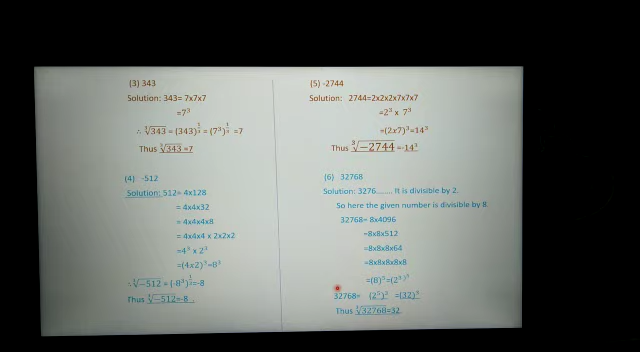 (3) 343
Solution: 343= 7x7x7
=7³
∴ ∛343 = (343)^(1/3) = (7³)^(1/3) =7
Thus ∛343 =7
(4) -512
Solution: 512= 4x128
= 4x4x32
= 4x4x4x8
= 4x4x4 x 2x2x2
=4³ x 2³
=(4x2)³=8³
∴ ∛-512 = (-8³)^(1/3)=-8
Thus ∛-512=-8 .
(5) -2744
Solution: 2744=2x2x2x7x7x7
=2³ x 7³
=(2x7)³=14³
Thus ∛-2744 =-14³
(6) 32768
Solution: 3276........ It is divisible by 2.
So here the given number is divisible by 8
32768= 8x4096
=8x8x512
=8x8x8x64
=8x8x8x8x8
=(8)⁵=(2³)⁵
32768= (2⁵)³ =(32)³
Thus ∛32768=32